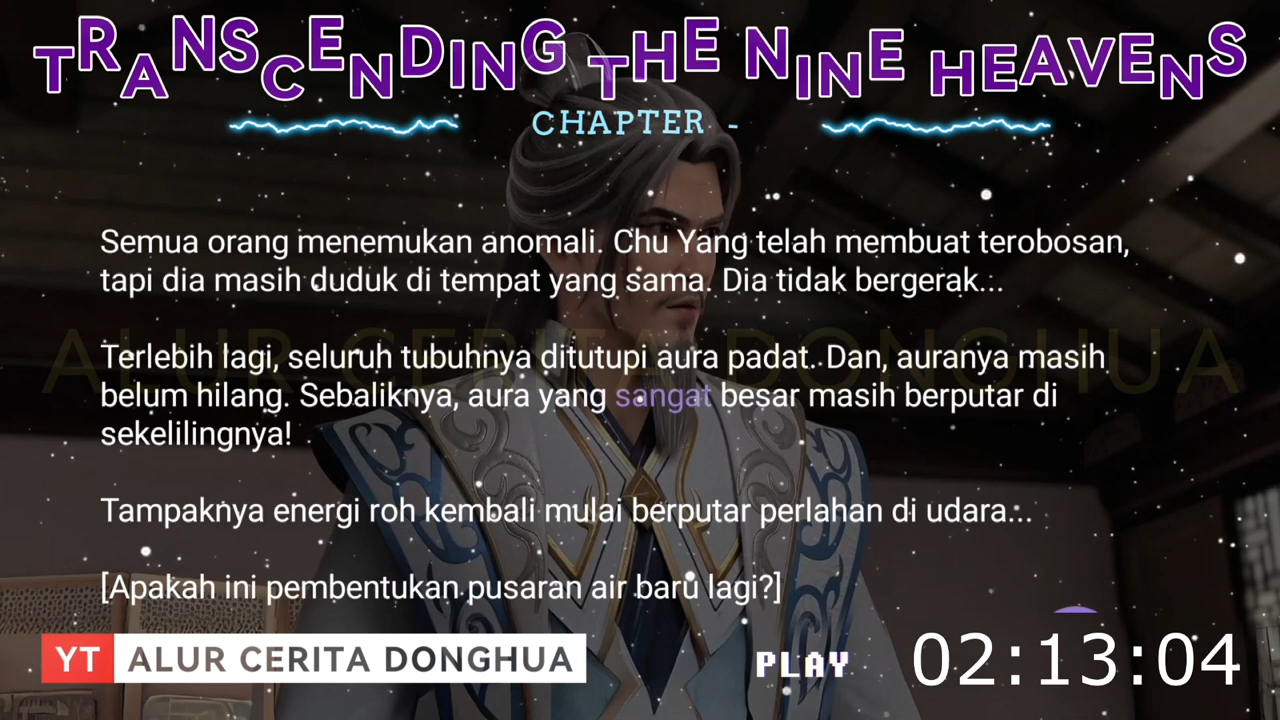 TRANSCENDING THE NINE HEAVENS
CHAPTER -
Semua orang menemukan anomali. Chu Yang telah membuat terobosan,
tapi dia masih duduk di tempat yang sama. Dia tidak bergerak...
Terlebih lagi, seluruh tubuhnya ditutupi aura padat. Dan, auranya masih
belum hilang. Sebaliknya, aura yang sangat besar masih berputar di
sekelilingnya!
ALUR CERITA DONGHUA
Tampaknya energi roh kembali mulai berputar perlahan di udara...
[Apakah ini pembentukan pusaran air baru lagi?]
YT ALUR CERITA DONGHUA
PLAY
02:13:04